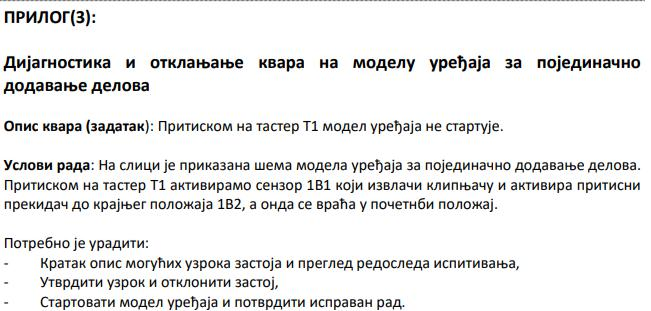 ПРИЛОГ(3):
Дијагностика и отклањање квара на моделу уређаја за појединачно
додавање делова
Опис квара (задатак): Притиском на тастер Т1 модел уређаја не стартује.
Услови рада: На слици је приказана шема модела уређаја за појединачно додавање делова.
Притиском на тастер Т1 активирамо сензор 1B1 који извлачи клипњачу и активира притисни
прекидач до крајњег положаја 1B2, а онда се враћа у почетнби положај.
Потребно је урадити:
- Кратак опис могућих узрока застоја и преглед редоследа испитивања,
- Утврдити узрок и отклонити застој,
- Стартовати модел уређаја и потврдити исправан рад.